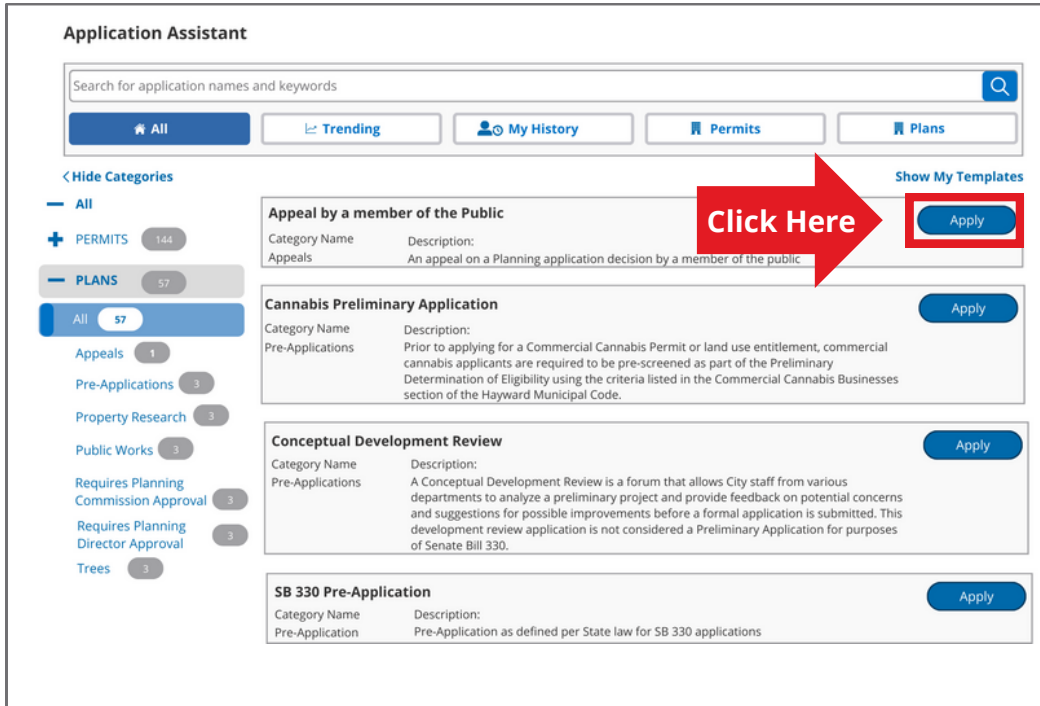 Application Assistant
Search for application names and keywords
All
Trending
My History
Permits
Plans
Hide Categories
Show My Templates
All
PERMITS 144
PLANS 57
All 57
Appeals 1
Pre-Applications 3
Property Research 3
Public Works 3
Requires Planning
Commission Approval 3
Requires Planning
Director Approval 3
Trees 3
Appeal by a member of the Public
Click Here
Apply
Category Name
Description:
Appeals
An appeal on a Planning application decision by a member of the public
Cannabis Preliminary Application
Apply
Category Name
Description:
Pre-Applications
Prior to applying for a Commercial Cannabis Permit or land use entitlement, commercial
cannabis applicants are required to be pre-screened as part of the Preliminary
Determination of Eligibility using the criteria listed in the Commercial Cannabis Businesses
section of the Hayward Municipal Code.
Conceptual Development Review
Apply
Category Name
Description:
Pre-Applications
A Conceptual Development Review is a forum that allows City staff from various
departments to analyze a preliminary project and provide feedback on potential concerns
and suggestions for possible improvements before a formal application is submitted. This
development review application is not considered a Preliminary Application for purposes
of Senate Bill 330.
SB 330 Pre-Application
Apply
Category Name
Description:
Pre-Application
Pre-Application as defined per State law for SB 330 applications